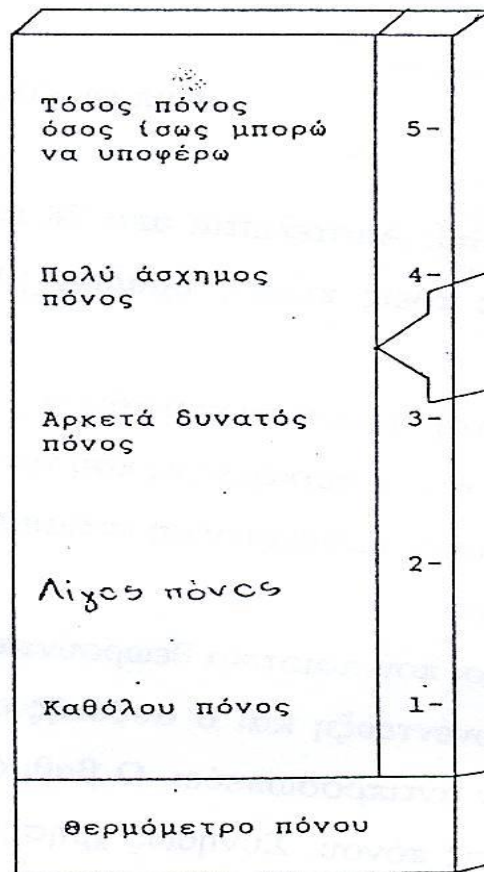 Τόσος πόνος
όσος ίσως μπορώ
να υποφέρω
5-
Πολύ άσχημος
πόνος
4-
Αρκετά δυνατός
πόνος
3-
Λίγος πόνος
2-
Καθόλου πόνος
1-
θερμόμετρο πόνου